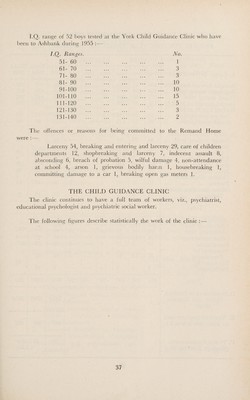 I.Q. range of 52 boys tested at the York Child Guidance Clinic who have
been to Ashbank during 1955 :—
I.Q. Ranges. No.
51- 60 ... ... ... ... ... 1
61- 70 ... ... ... ... ... 3
71- 80 ... ... ... ... ... 3
81- 90 ... ... ... ... ... 10
91-100 ... ... ... ... ... 10
101-110 ... ... ... ... ... 15
111-120 ... ... ... ... ... 5
121-130 ... ... ... ... ... 3
131-140 ... ... ... ... ... 2
The offences or reasons for being committed to the Remand Home
were :—
Larceny 54, breaking and entering and larceny 29, care of children
departments 12, shopbreaking and larceny 7, indecent assault 8,
absconding 6, breach of probation 5, wilful damage 4, non-attendance
at school 4, arson 1, grievous bodily harm 1, housebreaking 1,
committing damage to a car 1, breaking open gas meters 1.
THE CHILD GUIDANCE CLINIC
The clinic continues to have a full team of workers, viz., psychiatrist,
educational psychologist and psychiatric social worker.
The following figures describe statistically the work of the clinic :—
37